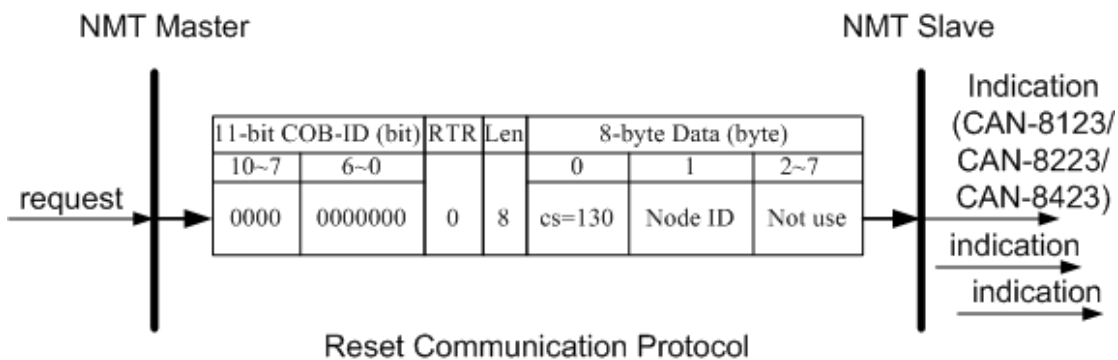 NMT Master
NMT Slave
request
11-bit COB-ID (bit) RTR Len 8-byte Data (byte)
10~7 6~0 0 1 2~7
0000 0000000 0 8 cs=130 Node ID Not use
Indication
(CAN-8123/
CAN-8223/
CAN-8423)
indication
indication
Reset Communication Protocol